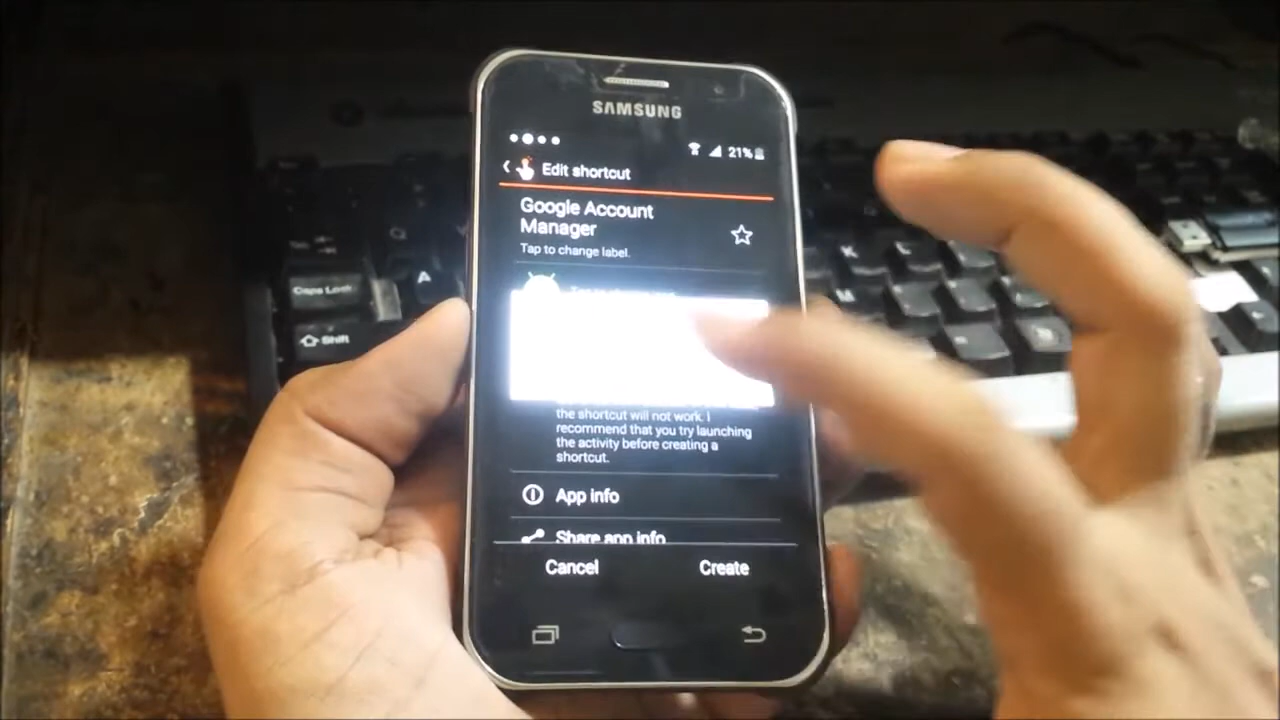 SAMSUNG
21%
Edit shortcut
Google Account
Manager
Tap to change label.
the shortcut will not work. I
recommend that you try launching
the activity before creating a
shortcut.
App info
Share app info
Cancel
Create
Caps Lock
A
Shift
Q
K
L
M